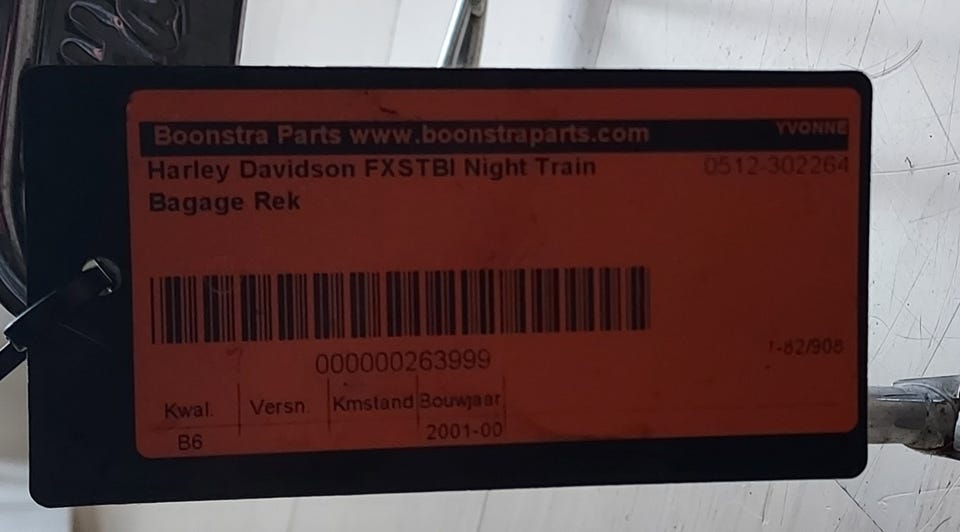 Boonstra Parts www.boonstraparts.com YVONNE
Harley Davidson FXSTBI Night Train 0512-302264
Bagage Rek
000000263999
1-82/908
Kwal. Versn. Kmstand Bouwjaar
B6 2001-00